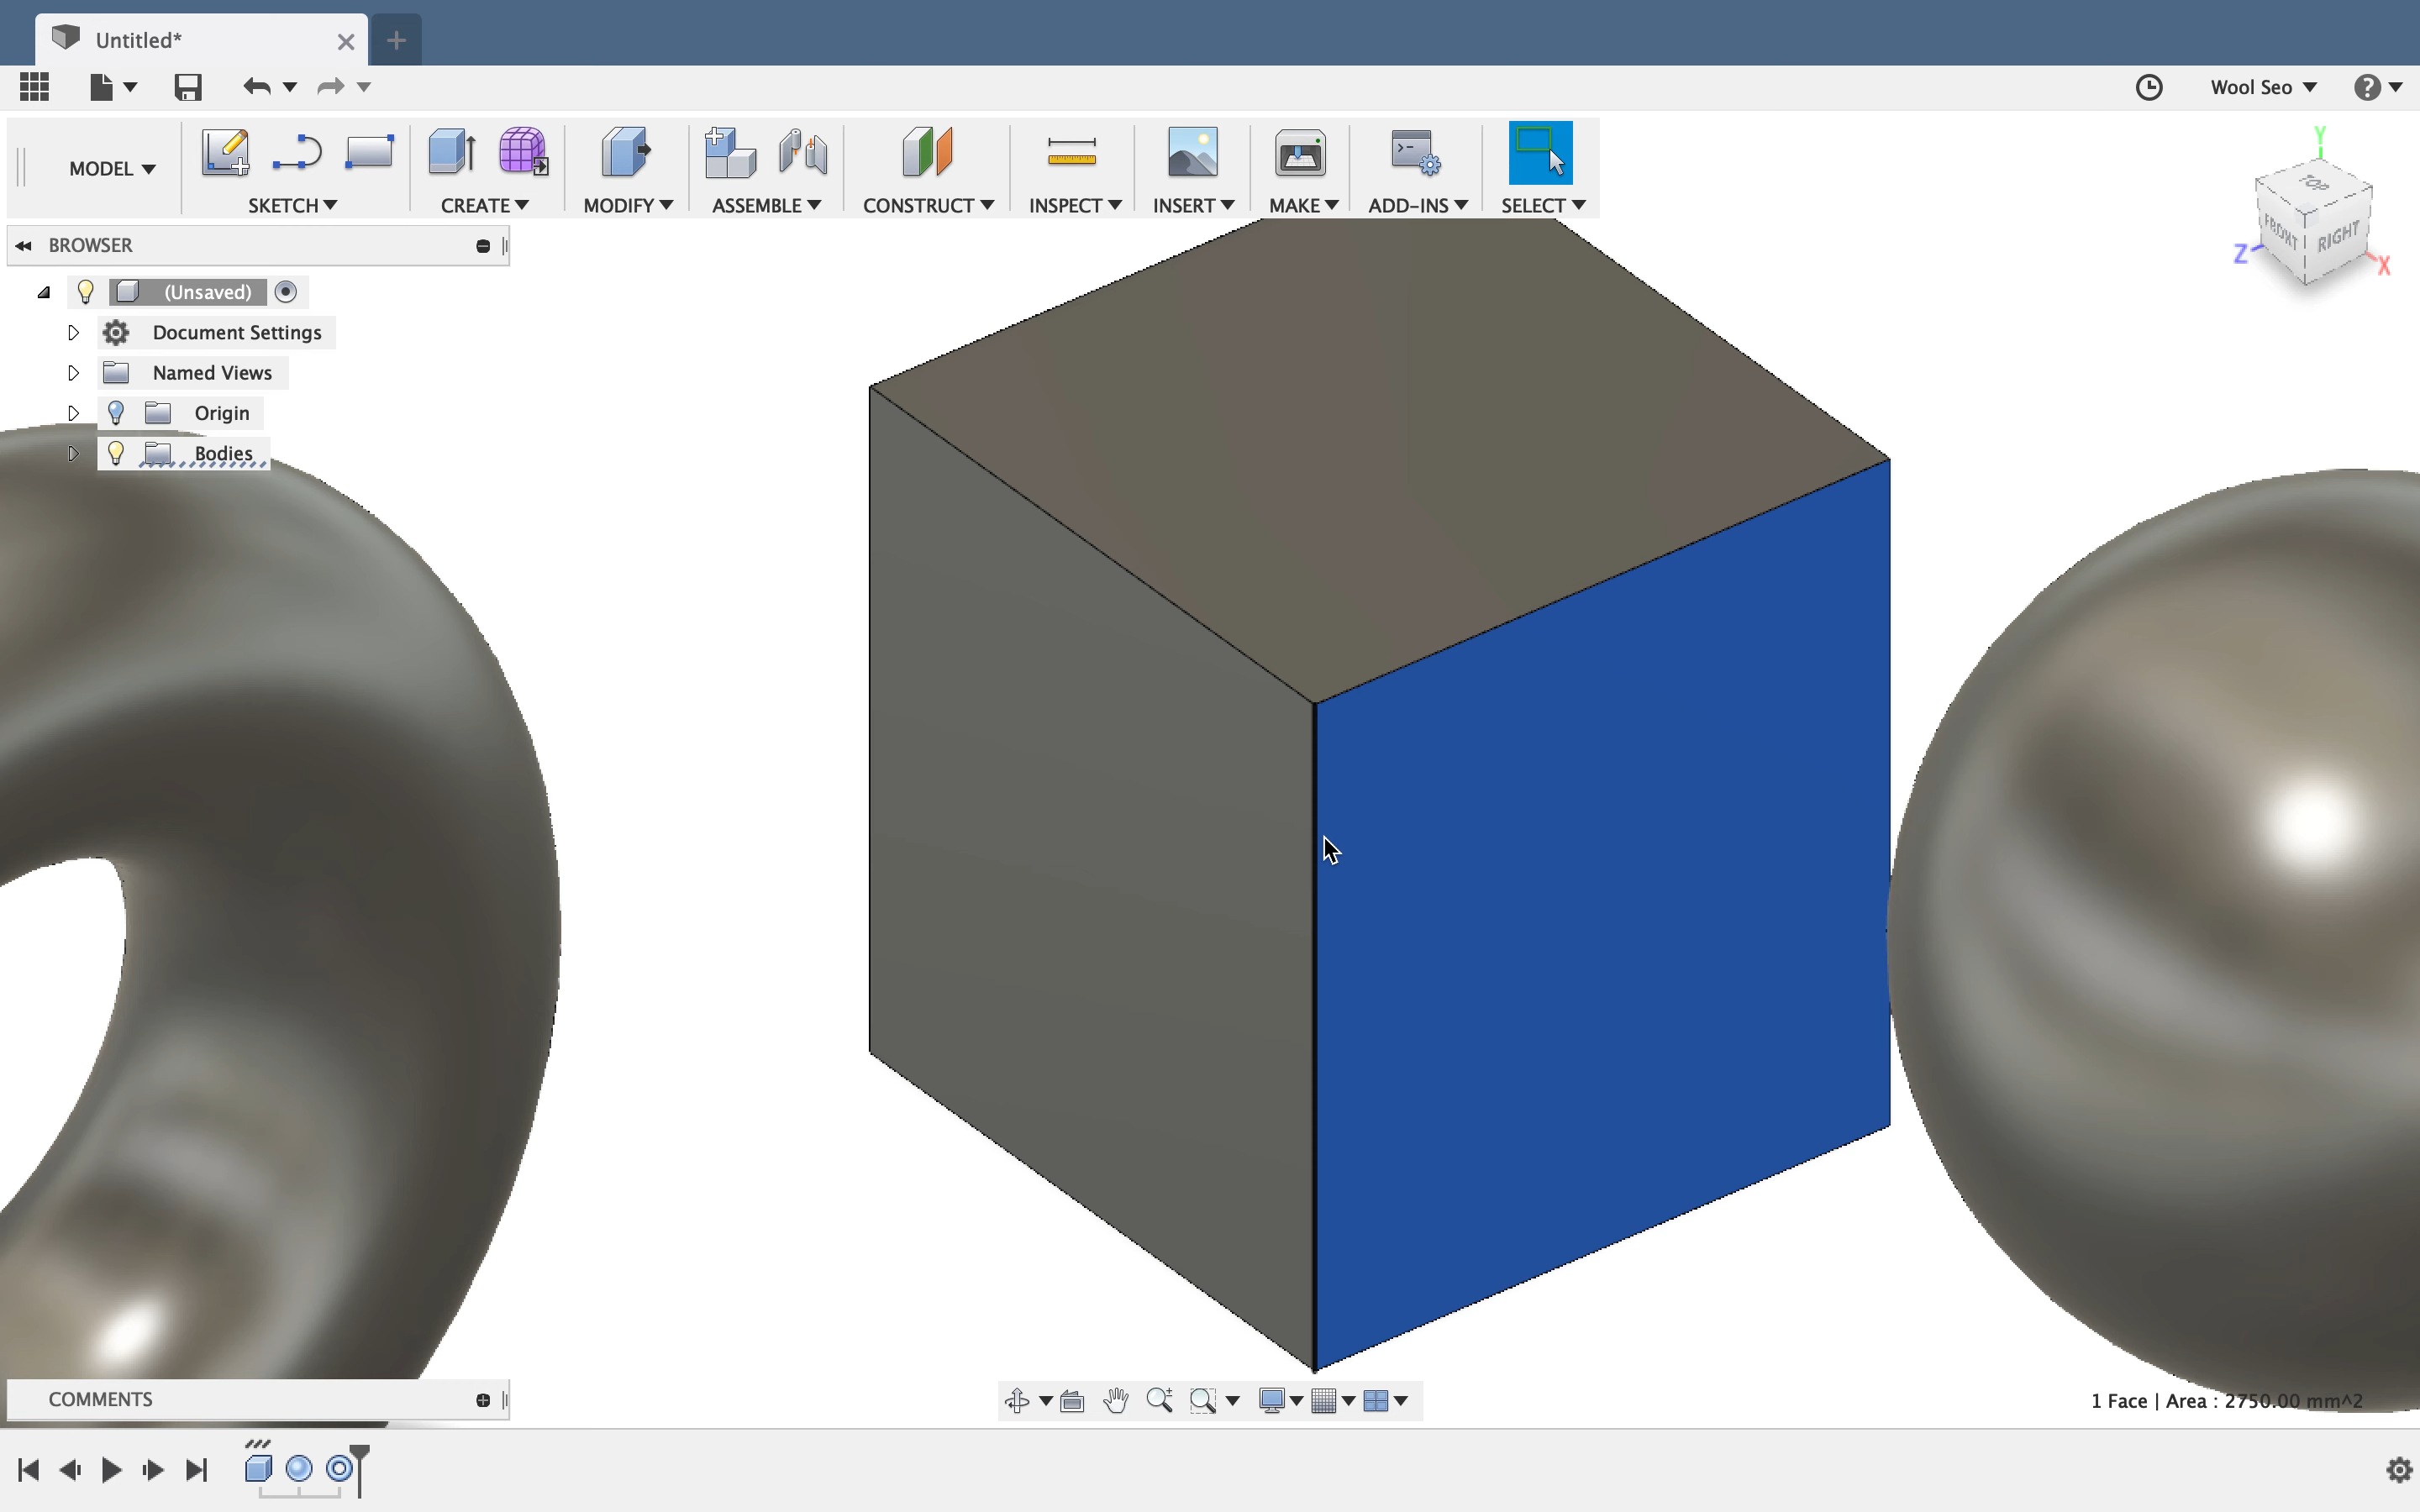 Untitled*
Wool Seo
MODEL
SKETCH
CREATE
MODIFY
ASSEMBLE
CONSTRUCT
INSPECT
INSERT
MAKE
ADD-INS
SELECT
Y
TOP
FRONT
RIGHT
Z
X
BROWSER
(Unsaved)
Document Settings
Named Views
Origin
Bodies
COMMENTS
1 Face | Area : 2750.00 mm^2